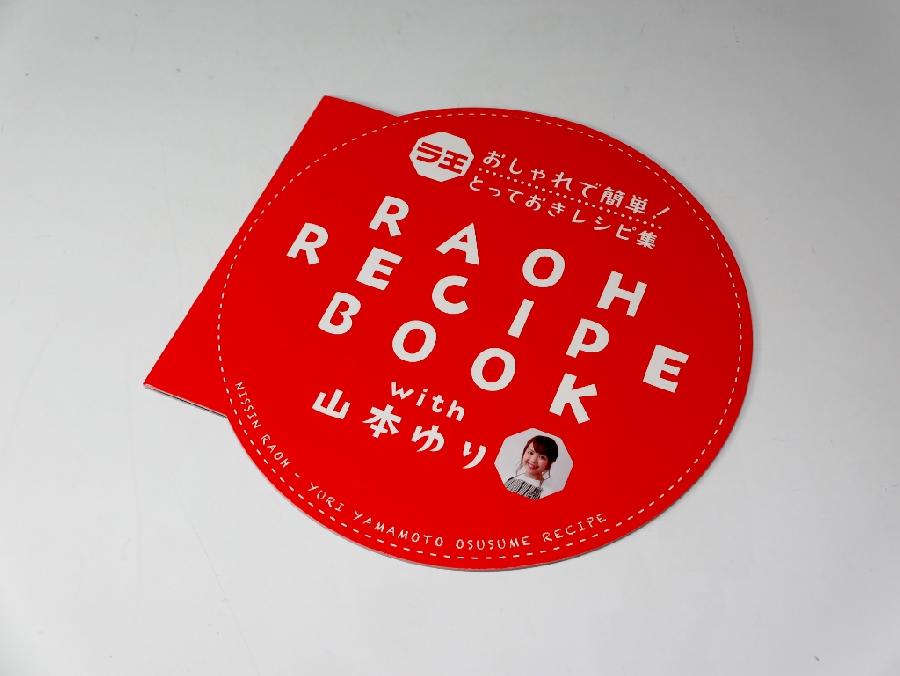 ラ王
おしゃれで簡単！
とっておきレシピ集
RAOH
RECIPE
BOOK
with
山本ゆり
NISSIN RAOH - YURI YAMAMOTO OSUSUME RECIPE